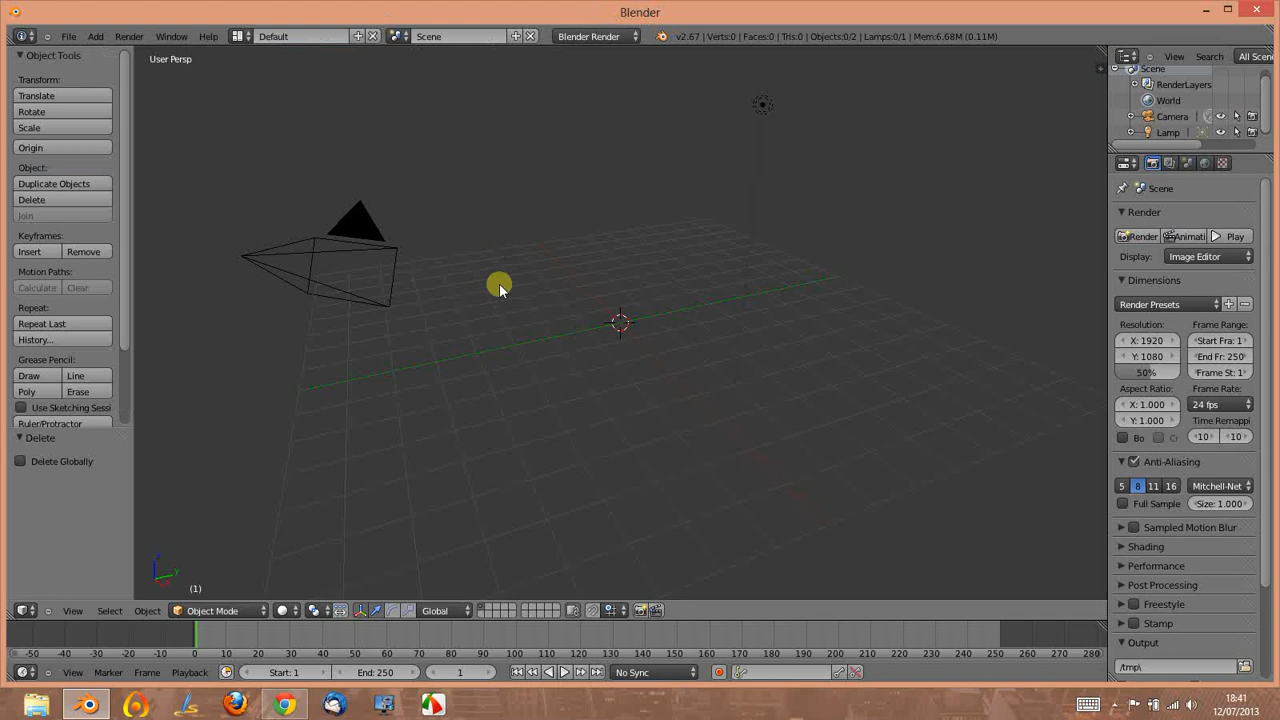 Blender
File Add Render Window Help Default Scene Blender Render v2.67 | Verts:0 | Faces:0 | Tris:0 | Objects:0/2 | Lamps:0/1 | Mem:6.68M (0.11M)
Object Tools
Transform:
Translate
Rotate
Scale
Origin
Object:
Duplicate Objects
Delete
Join
Keyframes:
Insert Remove
Motion Paths:
Calculate Clear
Repeat:
Repeat Last
History...
Grease Pencil:
Draw Line
Poly Erase
Use Sketching Sessi
Ruler/Protractor
Delete
Delete Globally
User Persp
(1)
View Select Object Object Mode Global
View Search All Scene
Scene
RenderLayers
World
Camera
Lamp
Scene
Render
Render Animati Play
Display: Image Editor
Dimensions
Render Presets
Resolution: Frame Range:
X: 1920 Start Fra: 1
Y: 1080 End Fr: 250
50% Frame St: 1
Aspect Ratio: Frame Rate:
X: 1.000 24 fps
Y: 1.000 Time Remappi
Bo Cr 10 10
Anti-Aliasing
5 8 11 16 Mitchell-Net
Full Sample Size: 1.000
Sampled Motion Blur
Shading
Performance
Post Processing
Freestyle
Stamp
Output
/tmp\
-50 -40 -30 -20 -10 0 10 20 30 40 50 60 70 80 90 100 110 120 130 140 150 160 170 180 190 200 210 220 230 240 250 260 270 280
View Marker Frame Playback Start: 1 End: 250 1 No Sync
18:41
12/07/2013